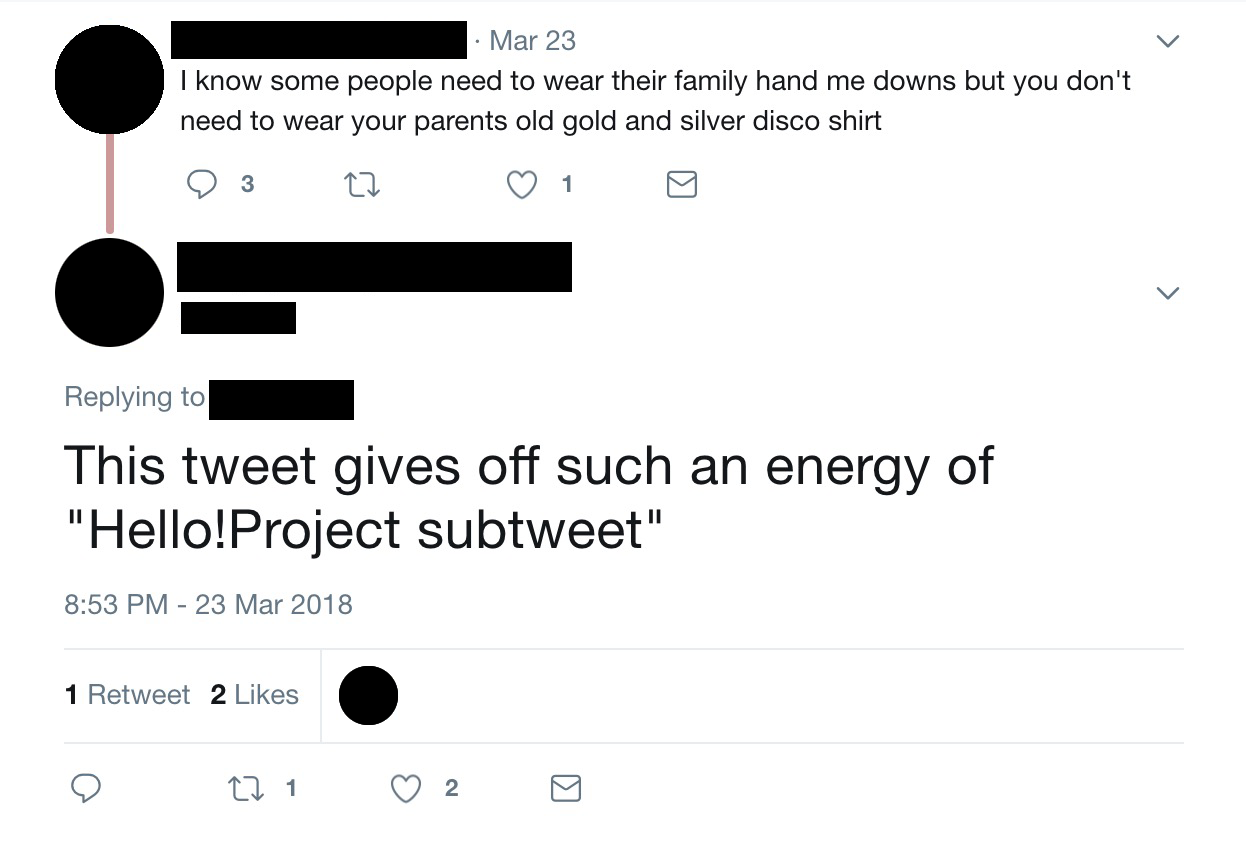 · Mar 23
I know some people need to wear their family hand me downs but you don't
need to wear your parents old gold and silver disco shirt
3 1
Replying to
This tweet gives off such an energy of
"Hello!Project subtweet"
8:53 PM - 23 Mar 2018
1 Retweet 2 Likes
1 2